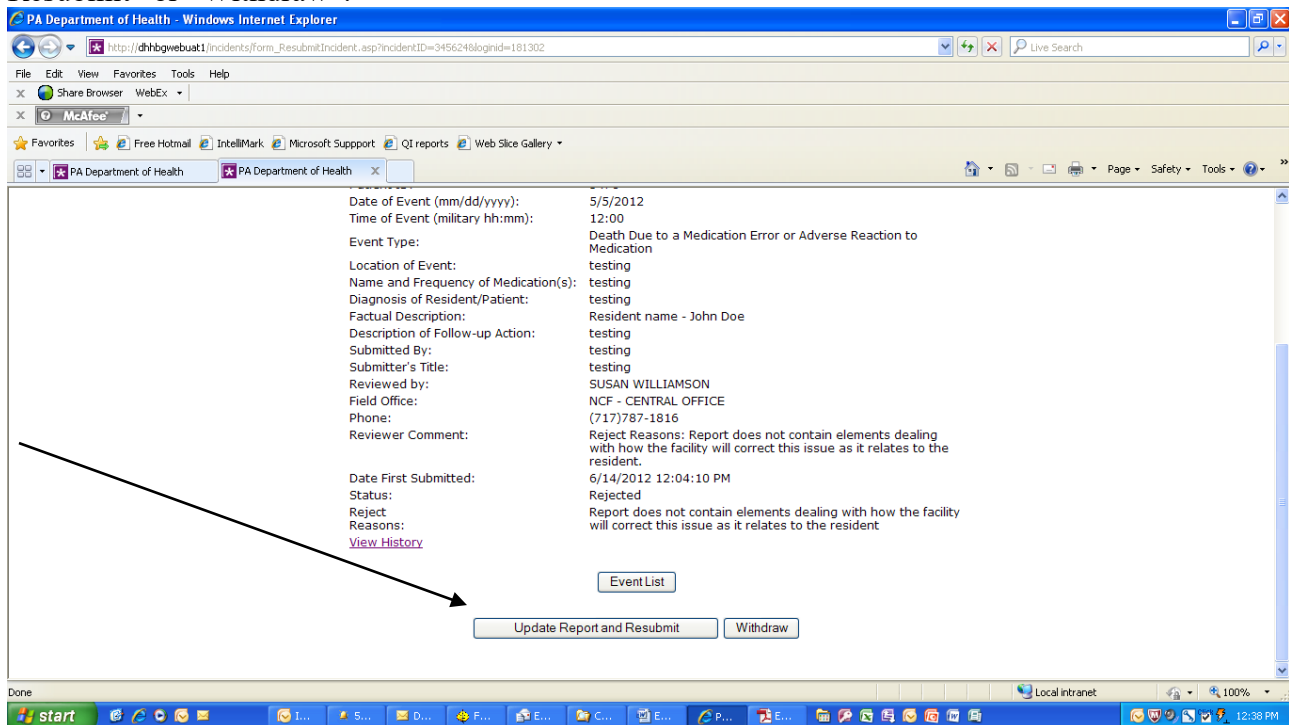 PA Department of Health - Windows Internet Explorer
http://dhhbgwebuat1/incidents/form_ResubmitIncident.asp?incidentID=345624&loginid=181302
Live Search
File Edit View Favorites Tools Help
x Share Browser WebEx
x McAfee
Favorites Free Hotmail IntelliMark Microsoft Suppport QI reports Web Slice Gallery
PA Department of Health PA Department of Health X Page Safety Tools »
Date of Event (mm/dd/yyyy): 5/5/2012
Time of Event (military hh:mm): 12:00
Event Type: Death Due to a Medication Error or Adverse Reaction to
Medication
Location of Event: testing
Name and Frequency of Medication(s): testing
Diagnosis of Resident/Patient: testing
Factual Description: Resident name - John Doe
Description of Follow-up Action: testing
Submitted By: testing
Submitter's Title: testing
Reviewed by: SUSAN WILLIAMSON
Field Office: NCF - CENTRAL OFFICE
Phone: (717)787-1816
Reviewer Comment: Reject Reasons: Report does not contain elements dealing
with how the facility will correct this issue as it relates to the
resident.
Date First Submitted: 6/14/2012 12:04:10 PM
Status: Rejected
Reject Reasons: Report does not contain elements dealing with how the facility
will correct this issue as it relates to the resident
View History
Event List
Update Report and Resubmit Withdraw
Done Local intranet 100%
start I... 5... D... F... E... C... E... P... E... 12:38 PM